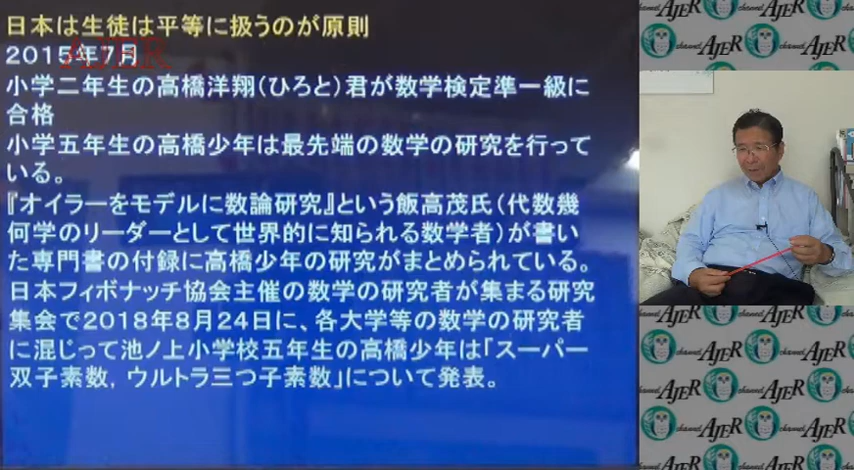 日本は生徒は平等に扱うのが原則
2015年7月
小学二年生の高橋洋翔(ひろと)君が数学検定準一級に
合格
小学五年生の高橋少年は最先端の数学の研究を行って
いる。
『オイラーをモデルに数論研究』という飯高茂氏(代数幾
何学のリーダーとして世界的に知られる数学者)が書い
た専門書の付録に高橋少年の研究がまとめられている。
日本フィボナッチ協会主催の数学の研究者が集まる研究
集会で2018年8月24日に、各大学等の数学の研究者
に混じって池ノ上小学校五年生の高橋少年は「スーパー
双子素数，ウルトラ三つ子素数」について発表。
AJER
channel AJER
channel AJER
channel AJER
channel AJER